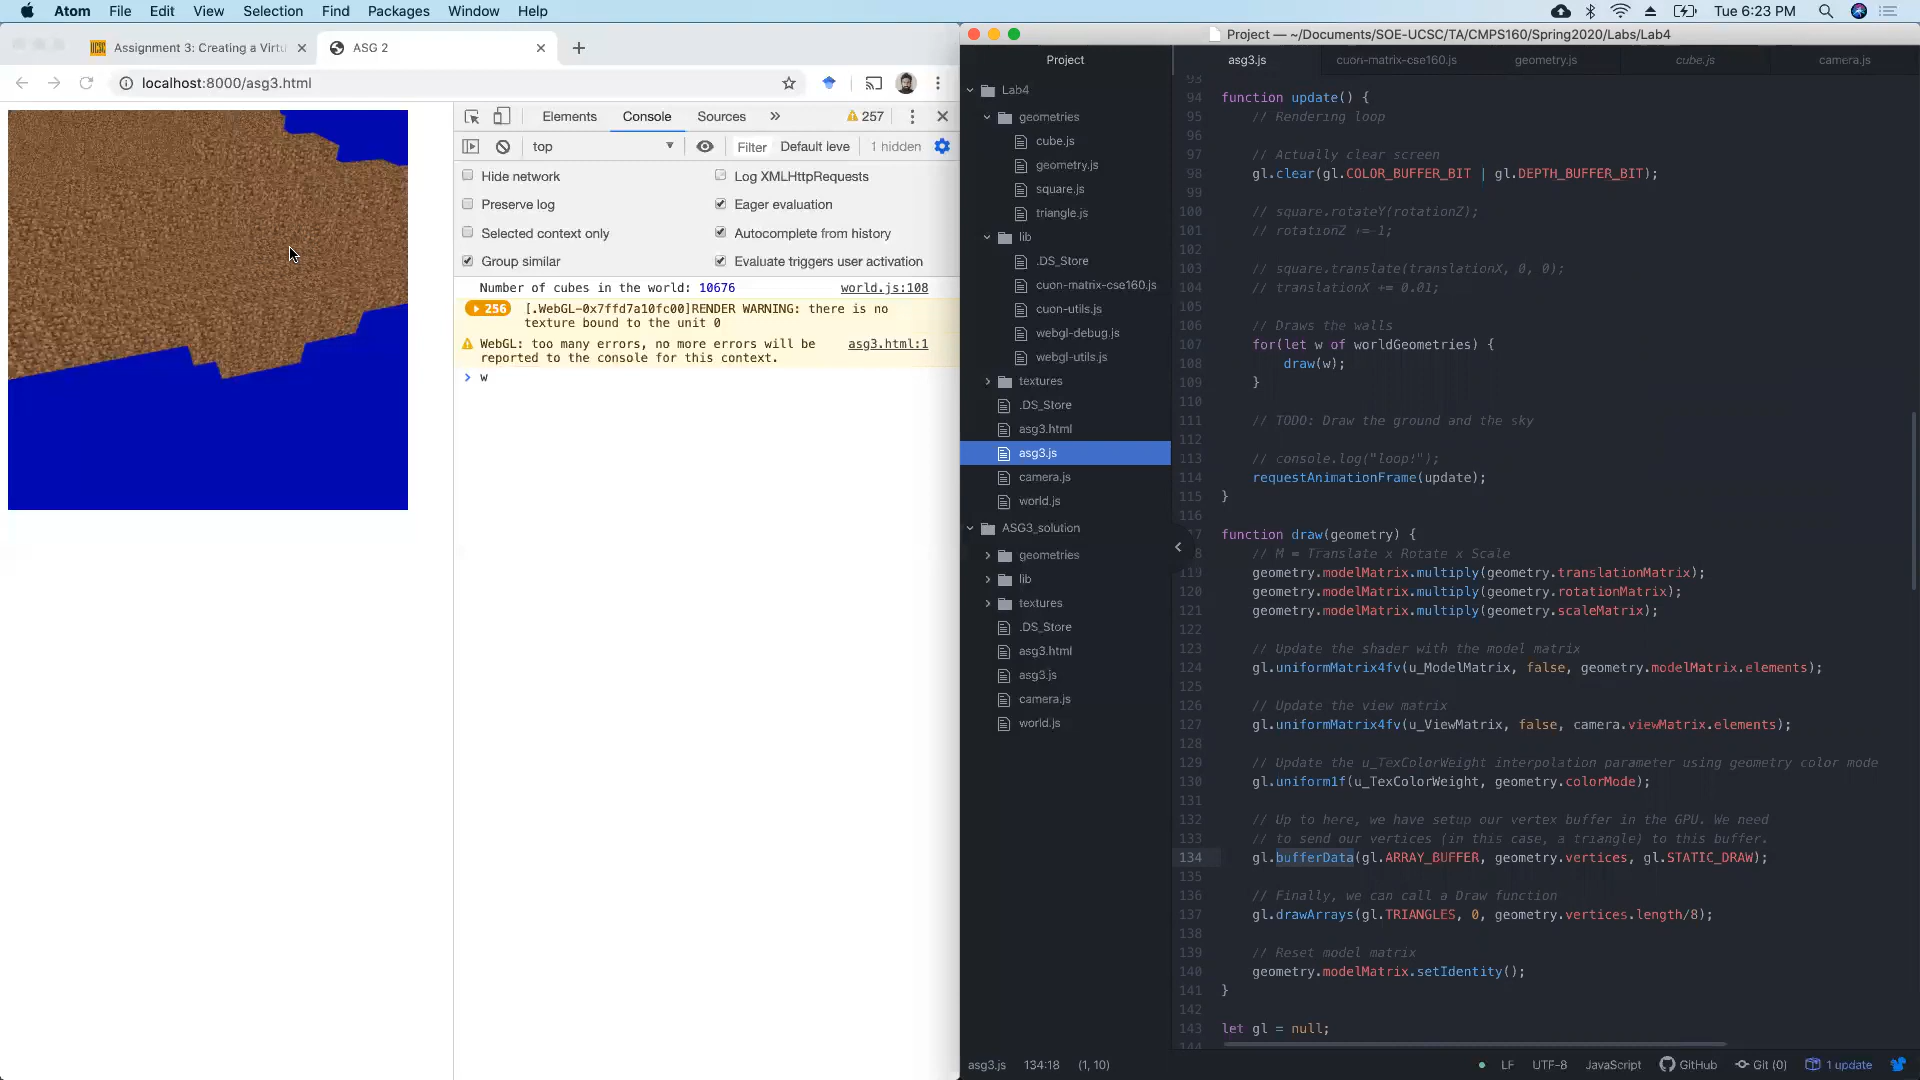 Atom File Edit View Selection Find Packages Window Help
Tue 6:23 PM
Assignment 3: Creating a Virtu
ASG 2
localhost:8000/asg3.html
Elements Console Sources » 257
top Filter Default leve 1 hidden
Hide network Log XMLHttpRequests
Preserve log Eager evaluation
Selected context only Autocomplete from history
Group similar Evaluate triggers user activation
Number of cubes in the world: 10676 world.js:108
256 [.WebGL-0x7ffd7a10fc00]RENDER WARNING: there is no
texture bound to the unit 0
WebGL: too many errors, no more errors will be asg3.html:1
reported to the console for this context.
> w
Project — ~/Documents/SOE-UCSC/TA/CMPS160/Spring2020/Labs/Lab4
Project
Lab4
geometries
cube.js
geometry.js
square.js
triangle.js
lib
.DS_Store
cuon-matrix-cse160.js
cuon-utils.js
webgl-debug.js
webgl-utils.js
textures
.DS_Store
asg3.html
asg3.js
camera.js
world.js
ASG3_solution
geometries
lib
textures
.DS_Store
asg3.html
asg3.js
camera.js
world.js
asg3.js cuon-matrix-cse160.js geometry.js cube.js camera.js
93
94 function update() {
95 // Rendering loop
96
97 // Actually clear screen
98 gl.clear(gl.COLOR_BUFFER_BIT | gl.DEPTH_BUFFER_BIT);
99
100 // square.rotateY(rotationZ);
101 // rotationZ += 1;
102
103 // square.translate(translationX, 0, 0);
104 // translationX += 0.01;
105
106 // Draws the walls
107 for(let w of worldGeometries) {
108 draw(w);
109 }
110
111 // TODO: Draw the ground and the sky
112
113 // console.log("loop!");
114 requestAnimationFrame(update);
115 }
116
17 function draw(geometry) {
18 // M = Translate x Rotate x Scale
119 geometry.modelMatrix.multiply(geometry.translationMatrix);
120 geometry.modelMatrix.multiply(geometry.rotationMatrix);
121 geometry.modelMatrix.multiply(geometry.scaleMatrix);
122
123 // Update the shader with the model matrix
124 gl.uniformMatrix4fv(u_ModelMatrix, false, geometry.modelMatrix.elements);
125
126 // Update the view matrix
127 gl.uniformMatrix4fv(u_ViewMatrix, false, camera.viewMatrix.elements);
128
129 // Update the u_TexColorWeight interpolation parameter using geometry color mode
130 gl.uniform1f(u_TexColorWeight, geometry.colorMode);
131
132 // Up to here, we have setup our vertex buffer in the GPU. We need
133 // to send our vertices (in this case, a triangle) to this buffer.
134 gl.bufferData(gl.ARRAY_BUFFER, geometry.vertices, gl.STATIC_DRAW);
135
136 // Finally, we can call a Draw function
137 gl.drawArrays(gl.TRIANGLES, 0, geometry.vertices.length/8);
138
139 // Reset model matrix
140 geometry.modelMatrix.setIdentity();
141 }
142
143 let gl = null;
144
asg3.js 134:18 (1, 10) LF UTF-8 JavaScript GitHub Git (0) 1 update